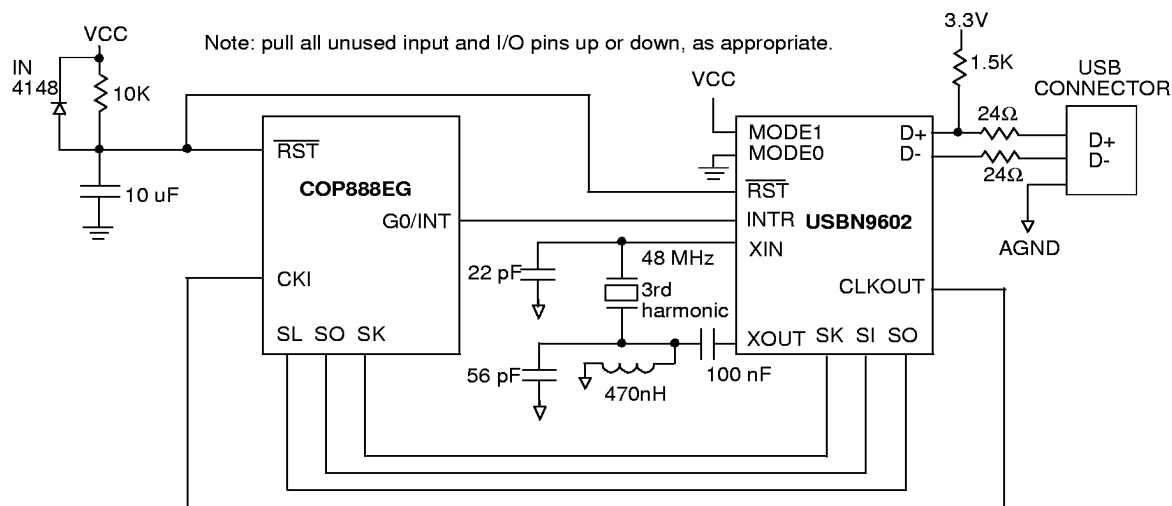 VCC
Note: pull all unused input and I/O pins up or down, as appropriate.
3.3V
IN
4148
10K
VCC
1.5K
USB
CONNECTOR
24Ω
MODE1
D+
D+
RST
MODE0
D-
D-
COP888EG
24Ω
10 uF
RST
G0/INT
INTR
USBN9602
AGND
48 MHz
XIN
22 pF
CKI
3rd
harmonic
CLKOUT
SL SO SK
XOUT
SK SI SO
56 pF
470nH
100 nF